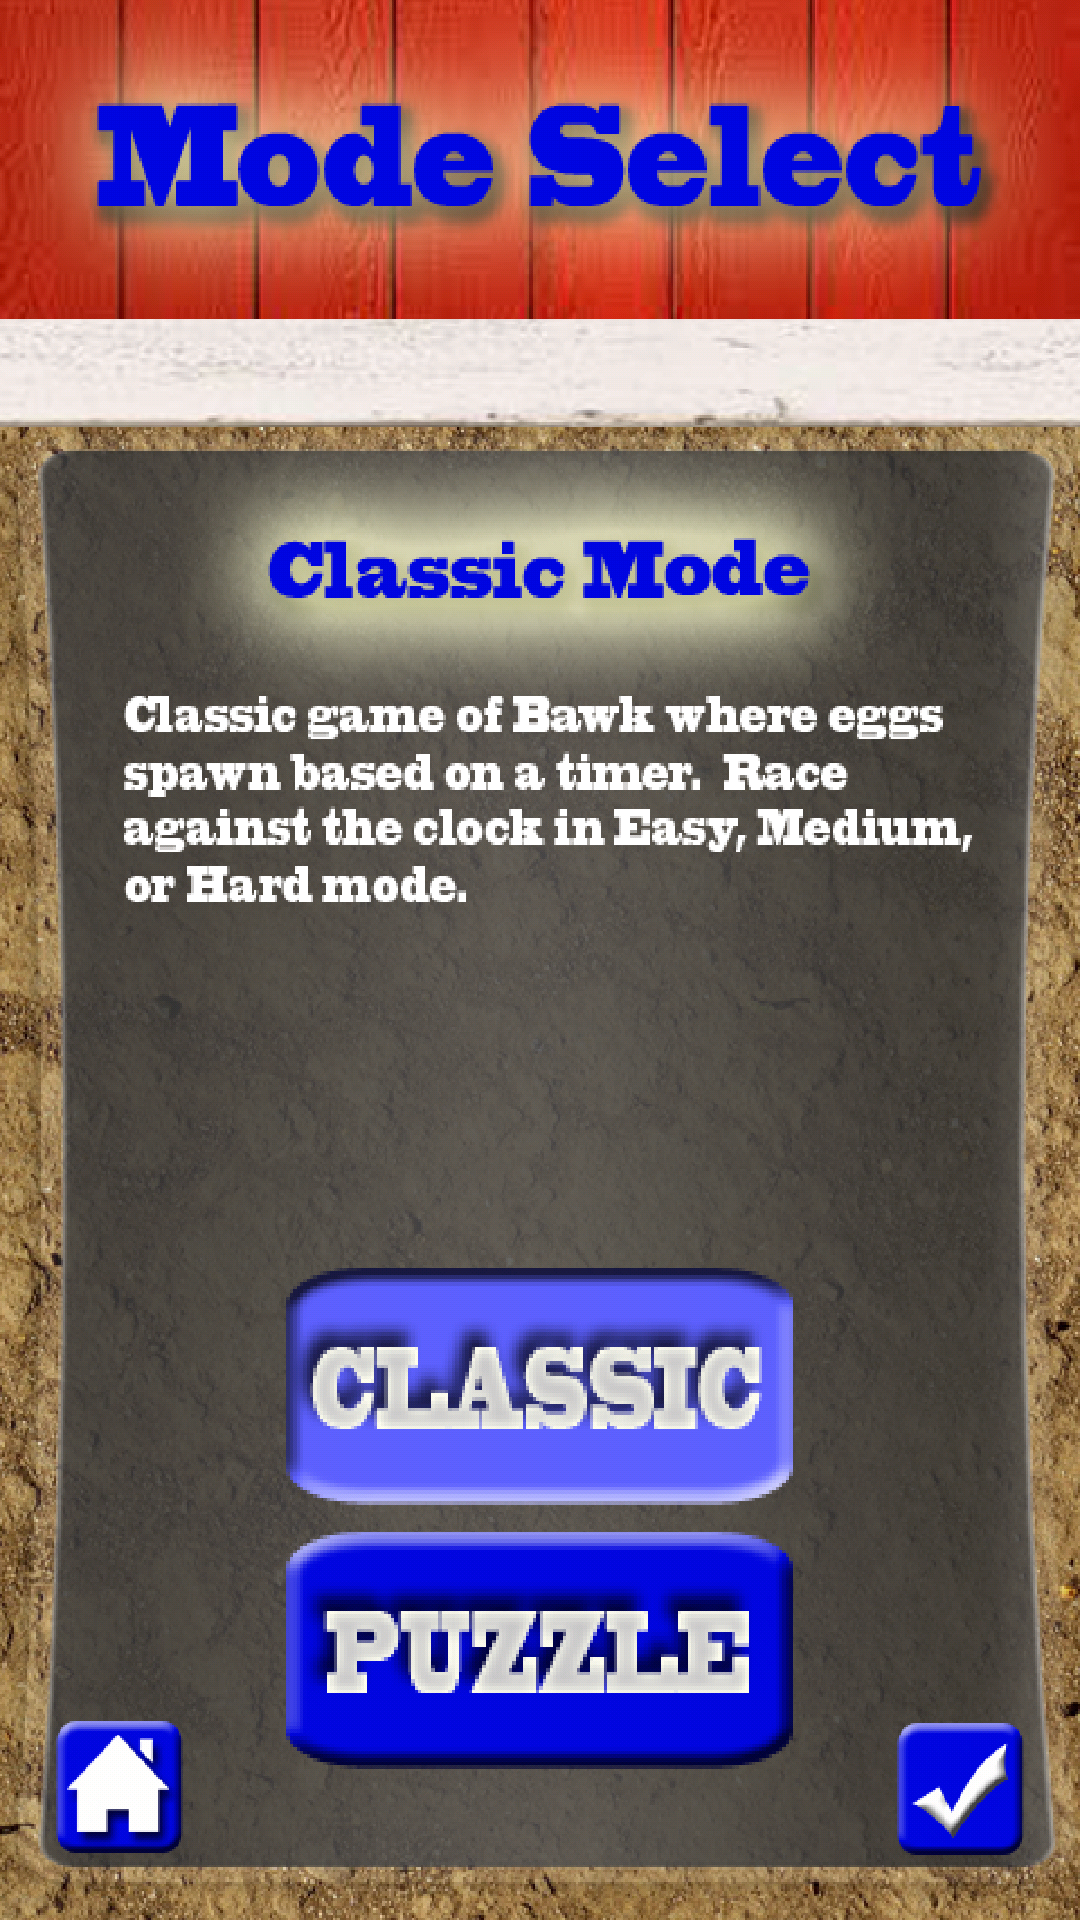 Mode Select
Classic Mode
Classic game of Bawk where eggs
spawn based on a timer.  Race
against the clock in Easy, Medium,
or Hard mode.
CLASSIC
PUZZLE